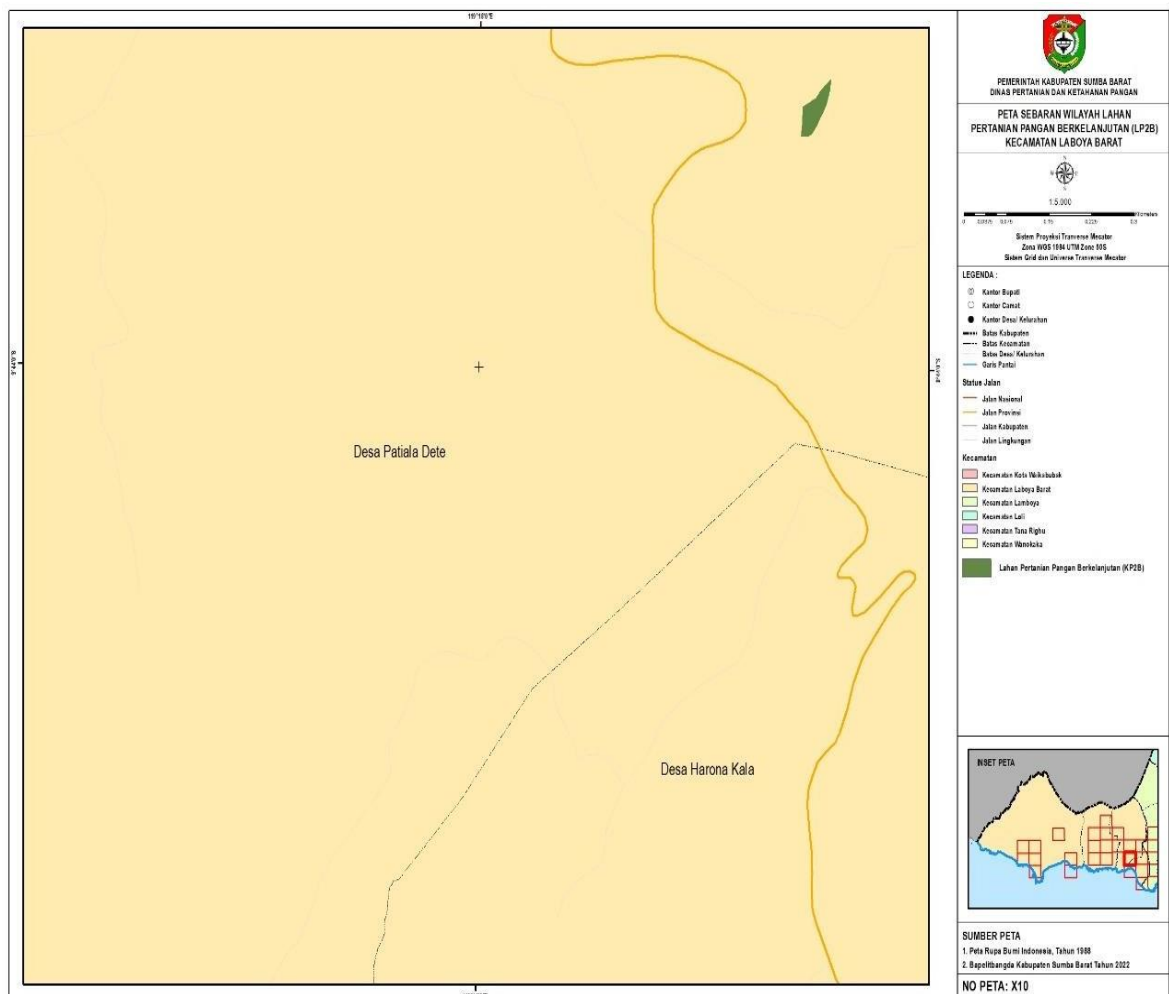 PEMERINTAH KABUPATEN SUMBA BARAT
DINAS PERTANIAN DAN KETAHANAN PANGAN
PETA SEBARAN WILAYAH LAHAN
PERTANIAN PANGAN BERKELANJUTAN (LP2B)
KECAMATAN LABOYA BARAT
1:5.000
Sistem Proyeksi Tranverse Mecator
Zona WGS 1984 UTM Zone 50S
Sistem Grid dan Universe Tranverse Mecator
LEGENDA :
Kantor Bupati
Kantor Camat
Kantor Desa/ Kelurahan
Batas Kabupaten
Batas Kecamatan
Batas Desa/ Kelurahan
Garis Pantai
Status Jalan
Jalan Nasional
Jalan Provinsi
Jalan Kabupaten
Jalan Lingkungan
Kecamatan
Kecamatan Kota Waikabubak
Kecamatan Laboya Barat
Kecamatan Lamboya
Kecamatan Loli
Kecamatan Tana Righu
Kecamatan Wanokaka
Lahan Pertanian Pangan Berkelanjutan (KP2B)
Desa Patiala Dete
Desa Harona Kala
INSET PETA
SUMBER PETA
1. Peta Rupa Bumi Indonesia, Tahun 1988
2. Bapelitbangda Kabupaten Sumba Barat Tahun 2022
NO PETA: X10